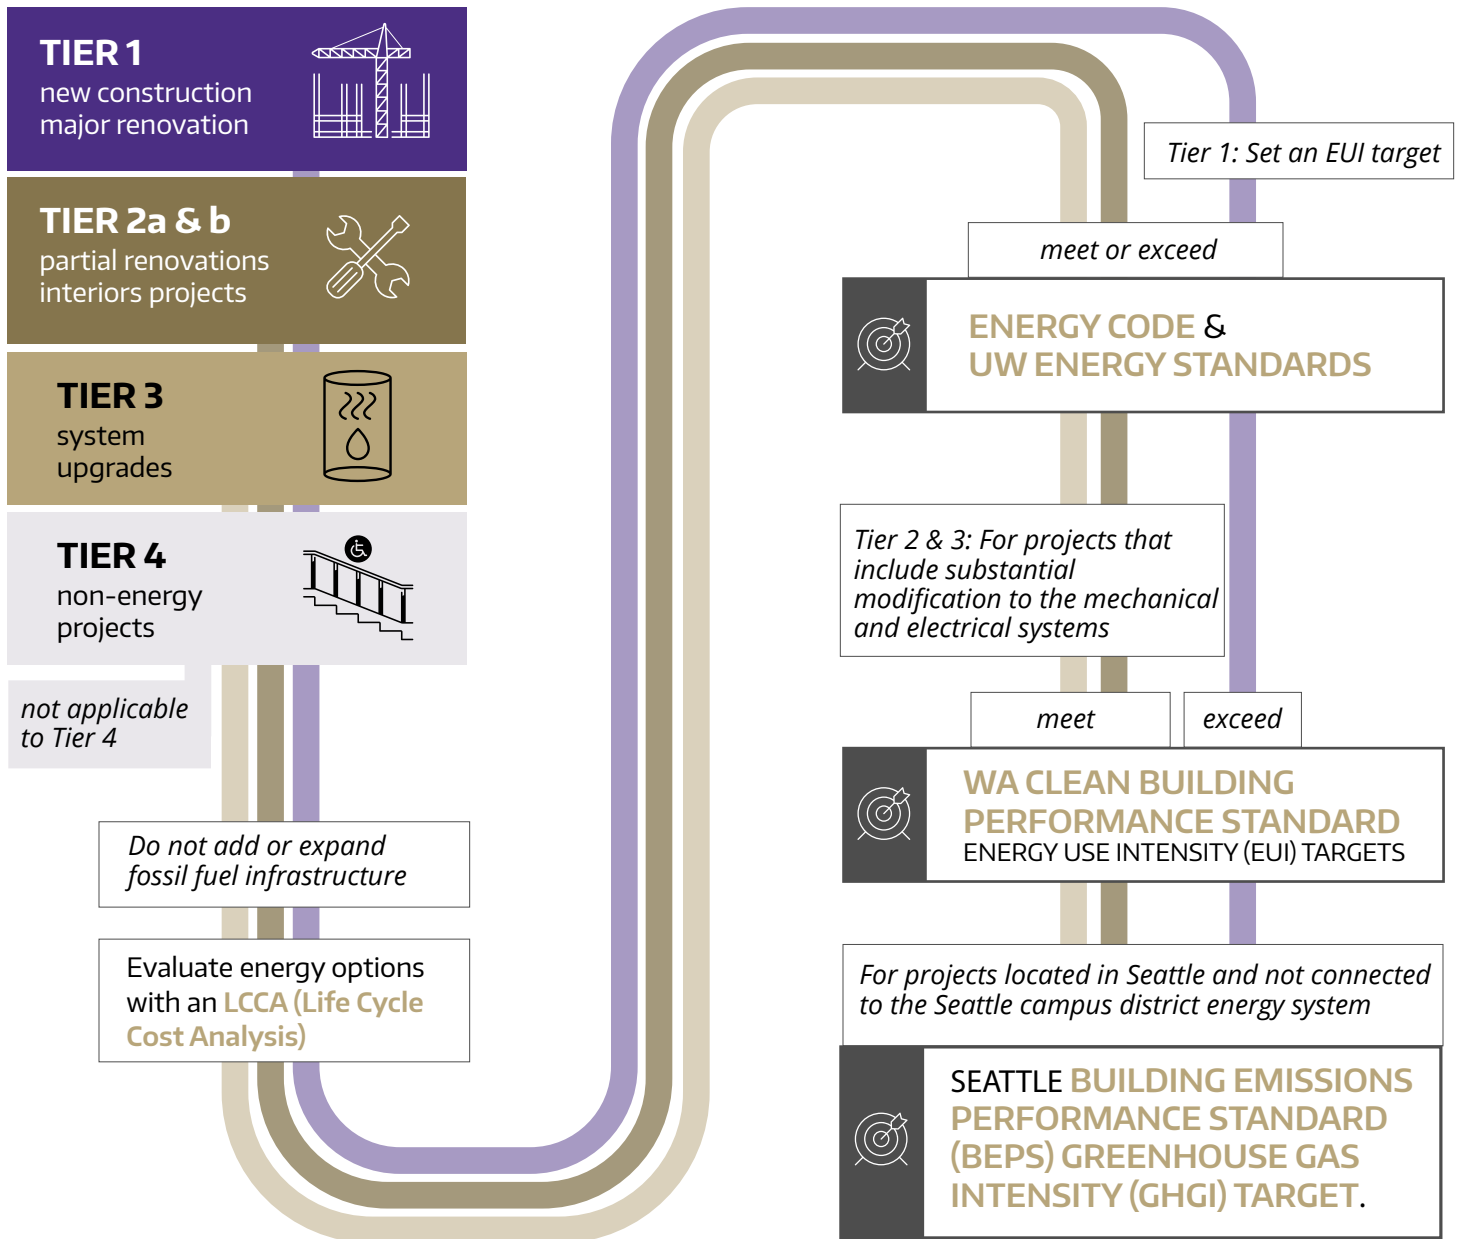 TIER 1
new construction
major renovation
TIER 2a & b
partial renovations
interiors projects
TIER 3
system
upgrades
TIER 4
non-energy
projects
not applicable
to Tier 4
Do not add or expand
fossil fuel infrastructure
Evaluate energy options
with an LCCA (Life Cycle
Cost Analysis)
Tier 1: Set an EUI target
meet or exceed
ENERGY CODE &
UW ENERGY STANDARDS
Tier 2 & 3: For projects that
include substantial
modification to the mechanical
and electrical systems
meet
exceed
WA CLEAN BUILDING
PERFORMANCE STANDARD
ENERGY USE INTENSITY (EUI) TARGETS
For projects located in Seattle and not connected
to the Seattle campus district energy system
SEATTLE BUILDING EMISSIONS
PERFORMANCE STANDARD
(BEPS) GREENHOUSE GAS
INTENSITY (GHGI) TARGET.